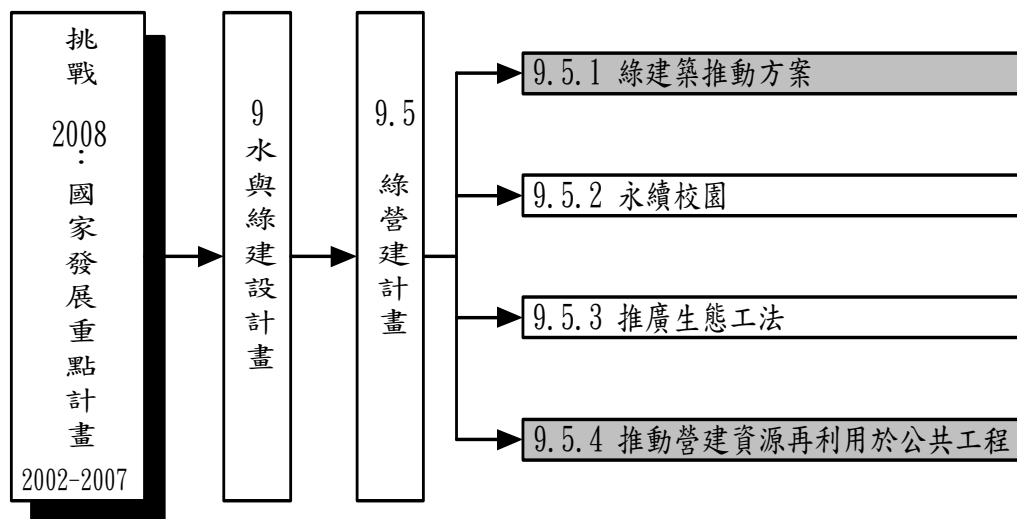 挑戰 2008：國家發展重點計畫
2002-2007
9 水與綠建設計畫
9.5 綠營建計畫
9.5.1 綠建築推動方案
9.5.2 永續校園
9.5.3 推廣生態工法
9.5.4 推動營建資源再利用於公共工程